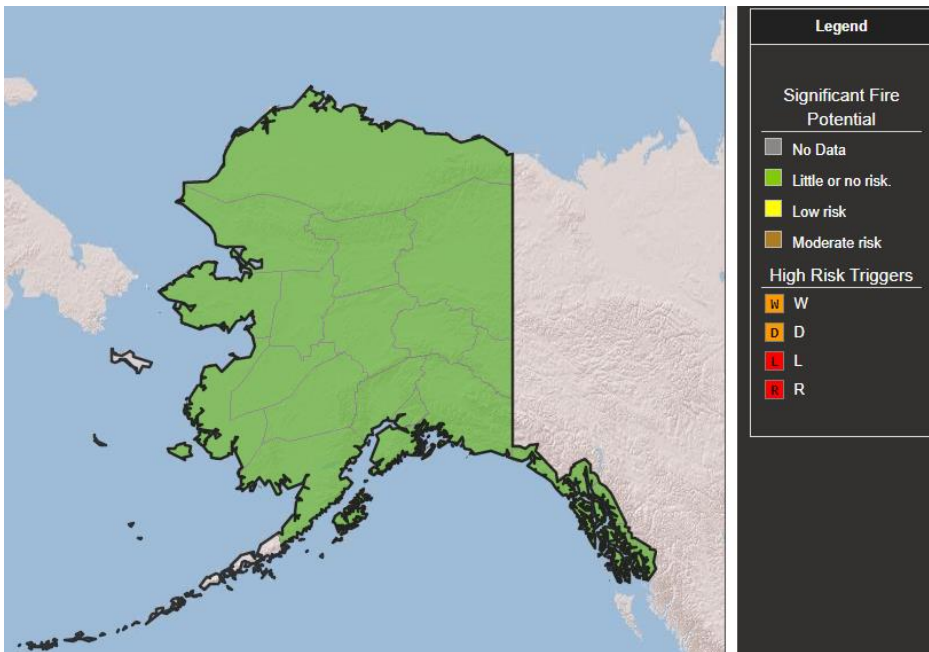 Legend
Significant Fire
Potential
No Data
Little or no risk.
Low risk
Moderate risk
High Risk Triggers
W W
D D
L L
R R